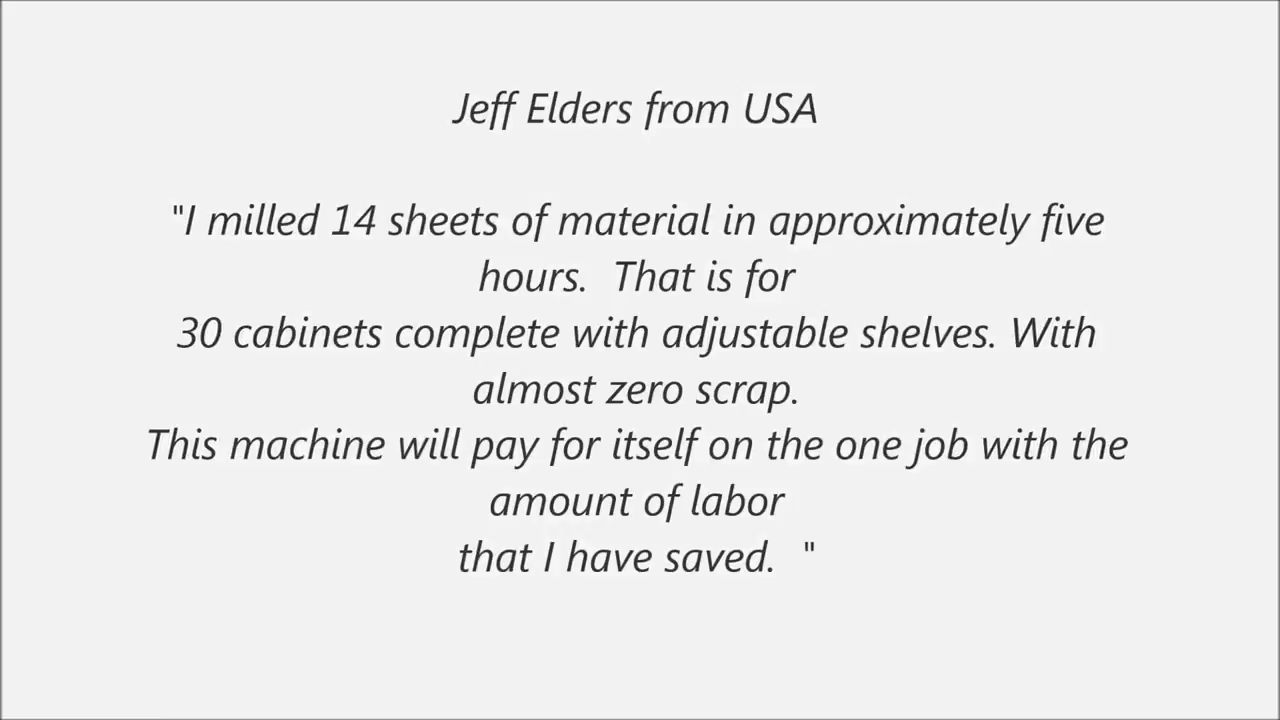 Jeff Elders from USA
"I milled 14 sheets of material in approximately five
hours.  That is for
30 cabinets complete with adjustable shelves. With
almost zero scrap.
This machine will pay for itself on the one job with the
amount of labor
that I have saved.  "